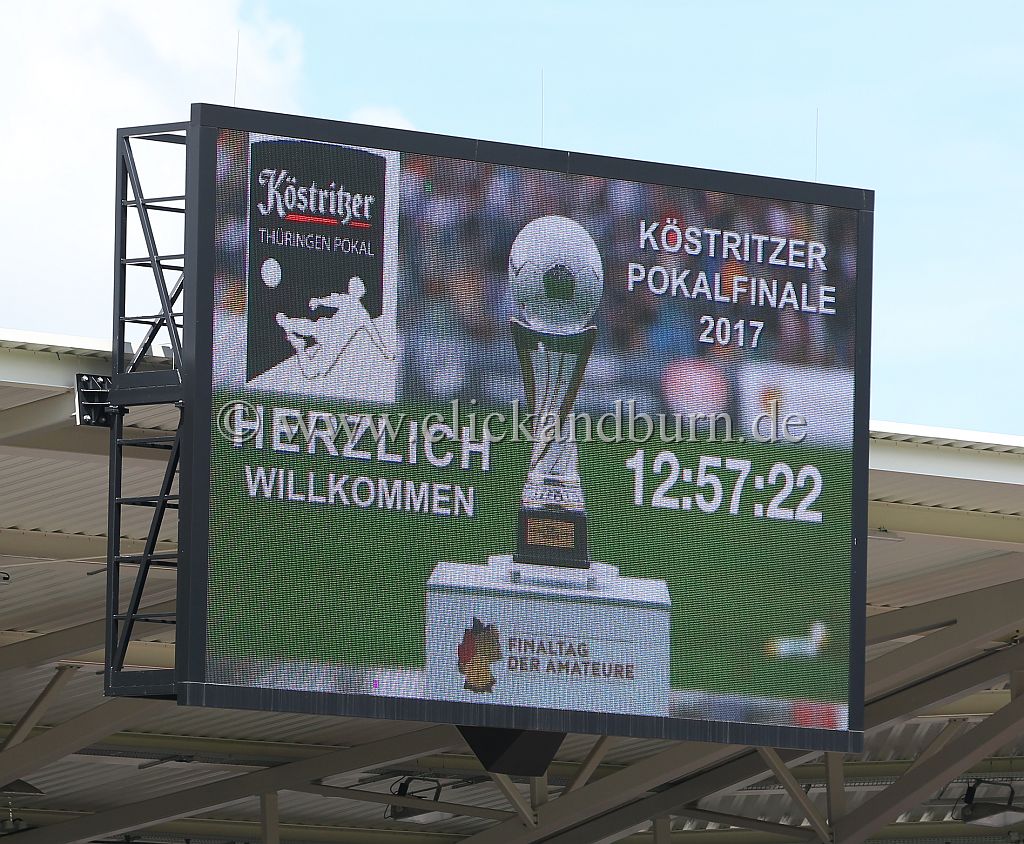 Köstritzer
THÜRINGEN POKAL
KÖSTRITZER
POKALFINALE
2017
© www.clickandburn.de
HERZLICH
WILLKOMMEN
12:57:22
FINALTAG
DER AMATEURE